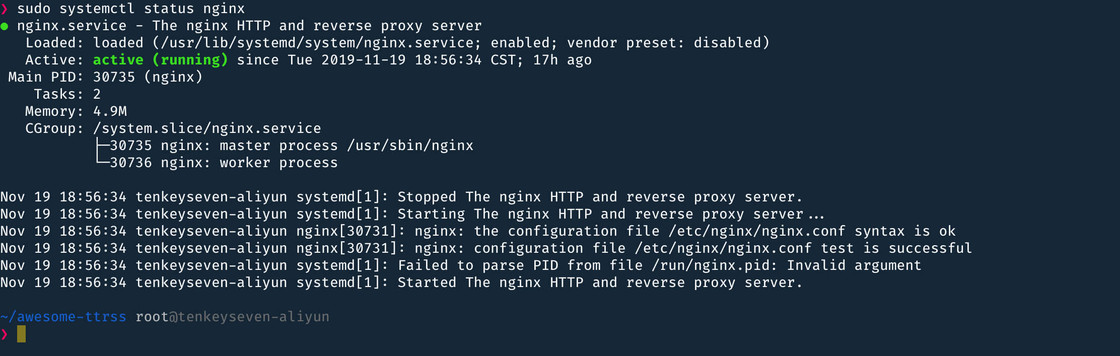 ❯ sudo systemctl status nginx
● nginx.service - The nginx HTTP and reverse proxy server
   Loaded: loaded (/usr/lib/systemd/system/nginx.service; enabled; vendor preset: disabled)
   Active: active (running) since Tue 2019-11-19 18:56:34 CST; 17h ago
 Main PID: 30735 (nginx)
    Tasks: 2
   Memory: 4.9M
   CGroup: /system.slice/nginx.service
           ├─30735 nginx: master process /usr/sbin/nginx
           └─30736 nginx: worker process

Nov 19 18:56:34 tenkeyseven-aliyun systemd[1]: Stopped The nginx HTTP and reverse proxy server.
Nov 19 18:56:34 tenkeyseven-aliyun systemd[1]: Starting The nginx HTTP and reverse proxy server...
Nov 19 18:56:34 tenkeyseven-aliyun nginx[30731]: nginx: the configuration file /etc/nginx/nginx.conf syntax is ok
Nov 19 18:56:34 tenkeyseven-aliyun nginx[30731]: nginx: configuration file /etc/nginx/nginx.conf test is successful
Nov 19 18:56:34 tenkeyseven-aliyun systemd[1]: Failed to parse PID from file /run/nginx.pid: Invalid argument
Nov 19 18:56:34 tenkeyseven-aliyun systemd[1]: Started The nginx HTTP and reverse proxy server.

~/awesome-ttrss root@tenkeyseven-aliyun
❯